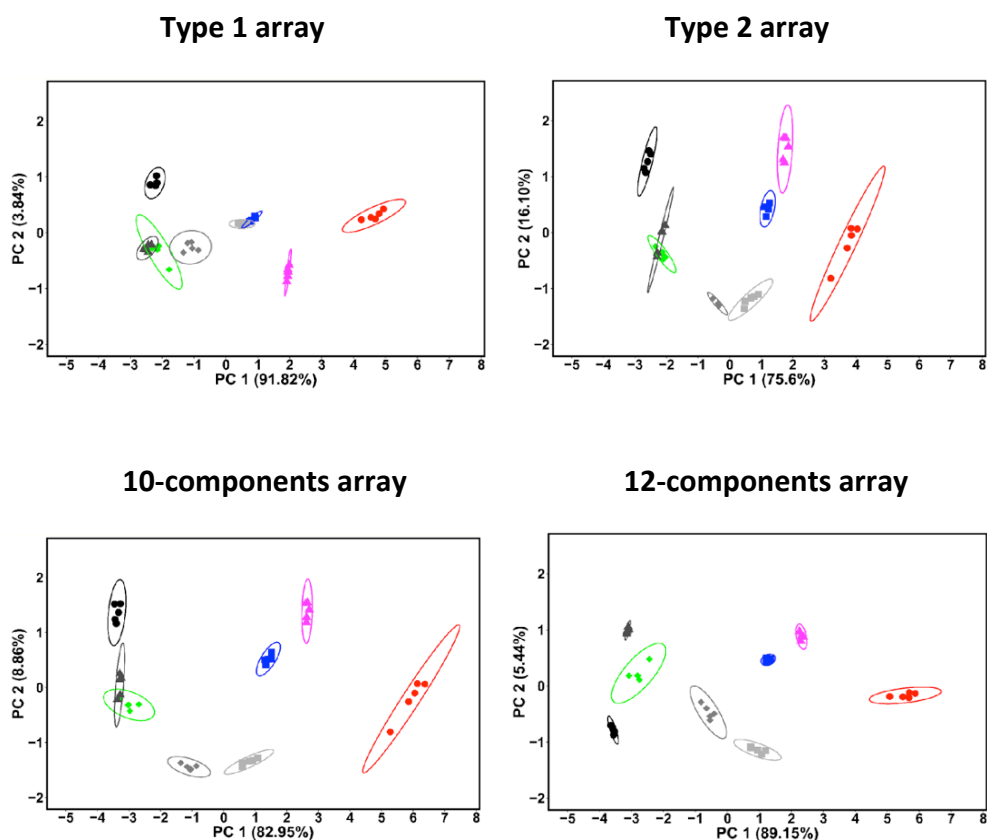 Type 1 array
Type 2 array
2
1
0
−1
−2
PC 2 (3.84%)
−5 −4 −3 −2 −1 0 1 2 3 4 5 6 7 8
PC 1 (91.82%)
2
1
0
−1
−2
PC 2 (16.10%)
−5 −4 −3 −2 −1 0 1 2 3 4 5 6 7 8
PC 1 (75.6%)
10-components array
12-components array
2
1
0
−1
−2
PC 2 (8.86%)
−5 −4 −3 −2 −1 0 1 2 3 4 5 6 7 8
PC 1 (82.95%)
2
1
0
−1
−2
PC 2 (5.44%)
−5 −4 −3 −2 −1 0 1 2 3 4 5 6 7 8
PC 1 (89.15%)